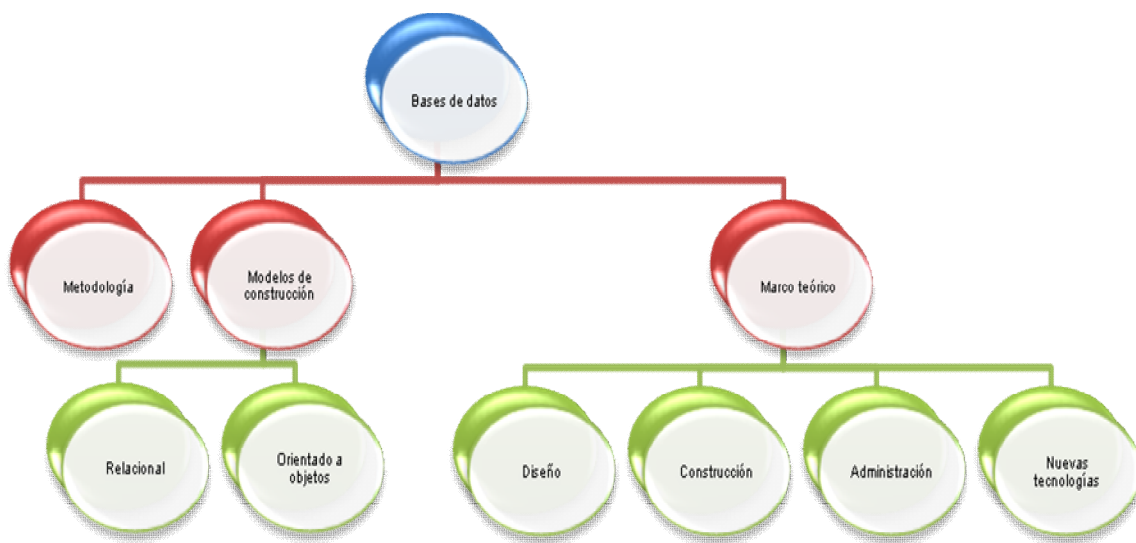 Bases de datos
Metodología
Modelos de
construcción
Marco teórico
Relacional
Orientado a
objetos
Diseño
Construcción
Administración
Nuevas
tecnologías